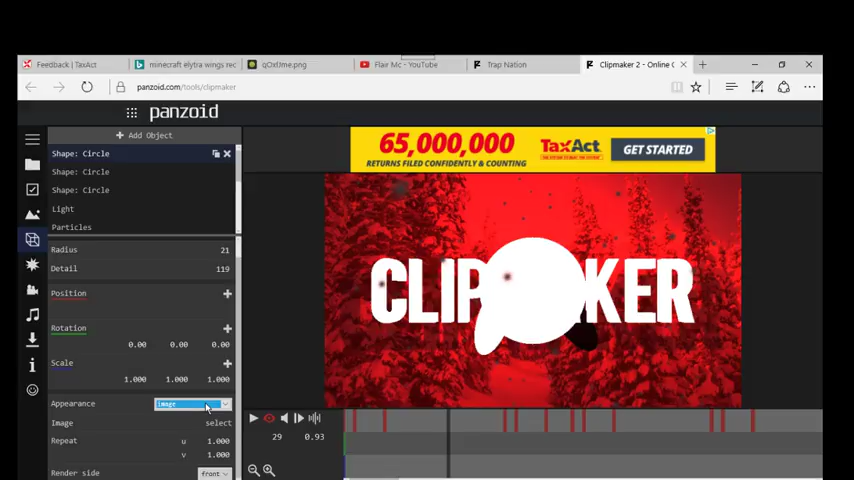 Feedback | TaxAct
minecraft elytra wings rec
qOxUme.png
Flair Mc - YouTube
Trap Nation
Clipmaker 2 - Online C
panzoid.com/tools/clipmaker
panzoid
Add Object
Shape: Circle
Shape: Circle
Shape: Circle
Light
Particles
Radius 21
Detail 119
Position
Rotation
0.00 0.00 0.00
Scale
1.000 1.000 1.000
Appearance image
Image select
Repeat u 1.000
v 1.000
Render side front
65,000,000
RETURNS FILED CONFIDENTLY & COUNTING
TaxAct
GET STARTED
CLIP KER
29 0.93